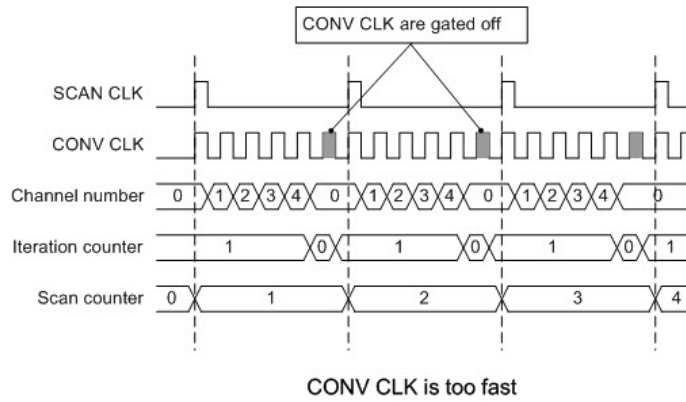 CONV CLK are gated off
SCAN CLK
CONV CLK
Channel number 0 1 2 3 4 0 1 2 3 4 0 1 2 3 4 0
Iteration counter 1 0 1 0 1 0 1
Scan counter 0 1 2 3 4
CONV CLK is too fast